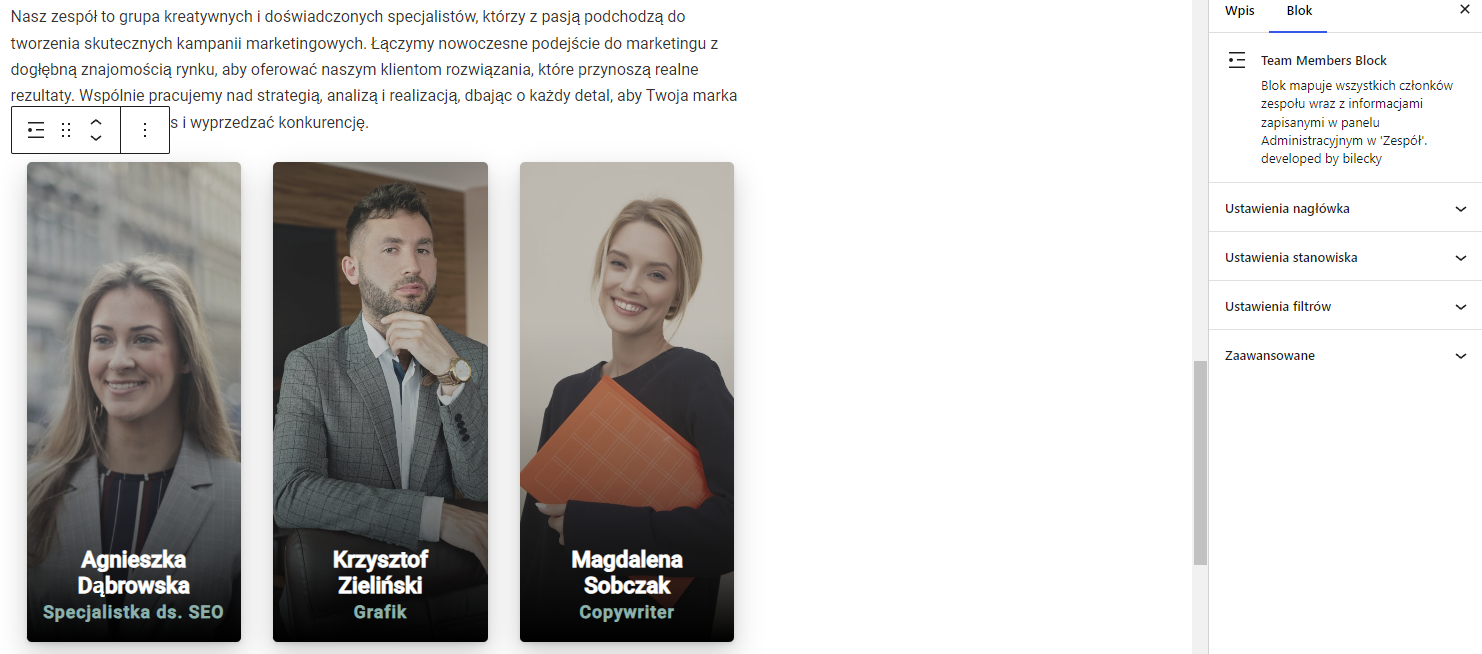 Nasz zespół to grupa kreatywnych i doświadczonych specjalistów, którzy z pasją podchodzą do
tworzenia skutecznych kampanii marketingowych. Łączymy nowoczesne podejście do marketingu z
dogłębną znajomością rynku, aby oferować naszym klientom rozwiązania, które przynoszą realne
rezultaty. Wspólnie pracujemy nad strategią, analizą i realizacją, dbając o każdy detal, aby Twoja marka
s i wyprzedzać konkurencję.
Agnieszka
Dąbrowska
Specjalistka ds. SEO
Krzysztof
Zieliński
Grafik
Magdalena
Sobczak
Copywriter
Wpis Blok
Team Members Block
Blok mapuje wszystkich członków
zespołu wraz z informacjami
zapisanymi w panelu
Administracyjnym w 'Zespół'.
developed by bilecky
Ustawienia nagłówka
Ustawienia stanowiska
Ustawienia filtrów
Zaawansowane